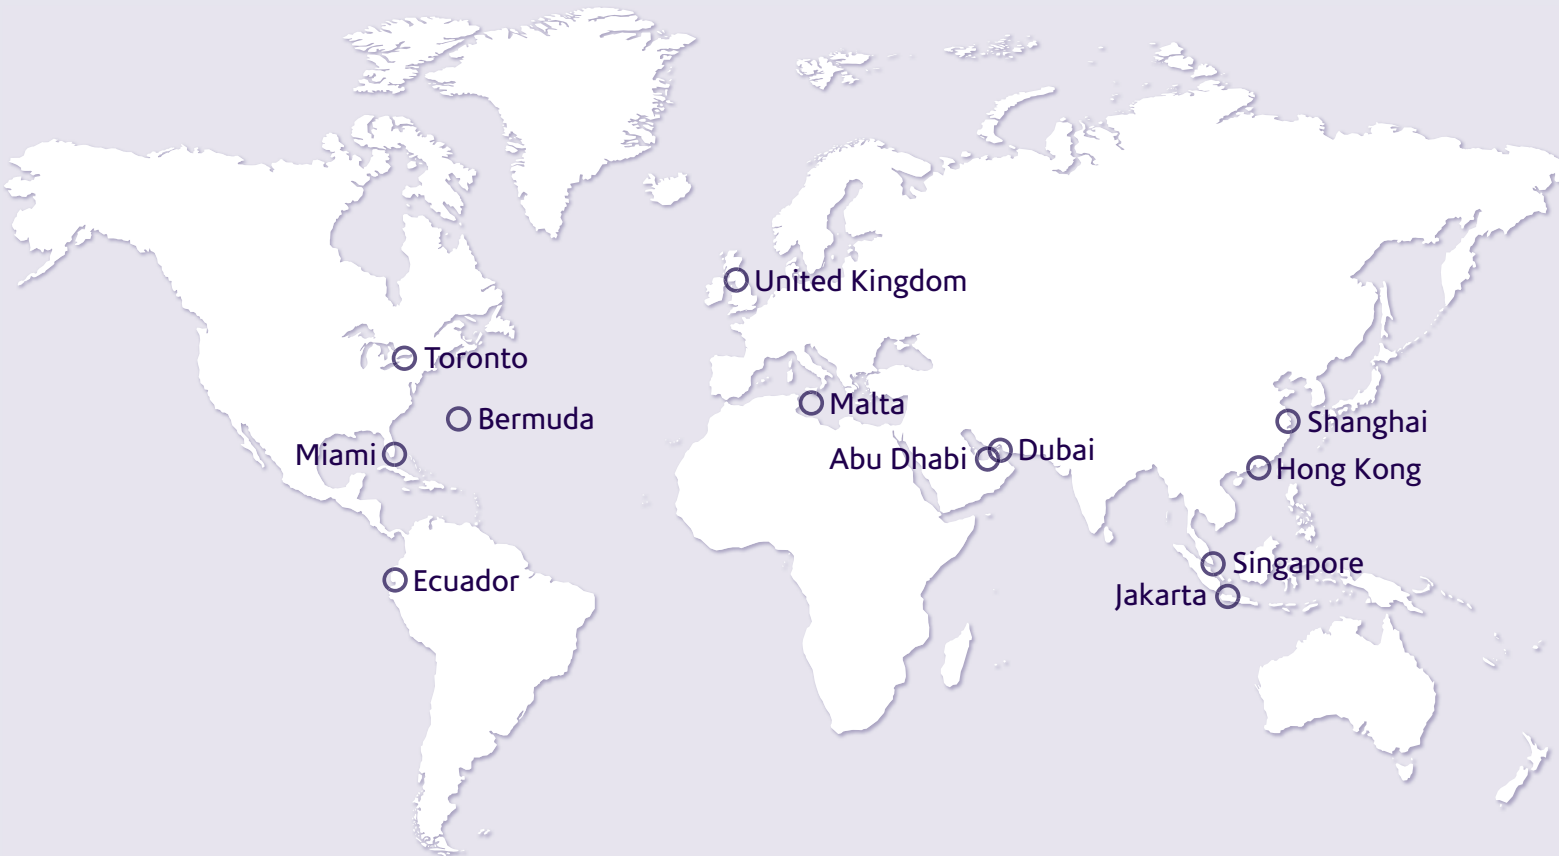 United Kingdom
Toronto
Malta
Bermuda
Shanghai
Dubai
Miami
Abu Dhabi
Hong Kong
Singapore
Ecuador
Jakarta